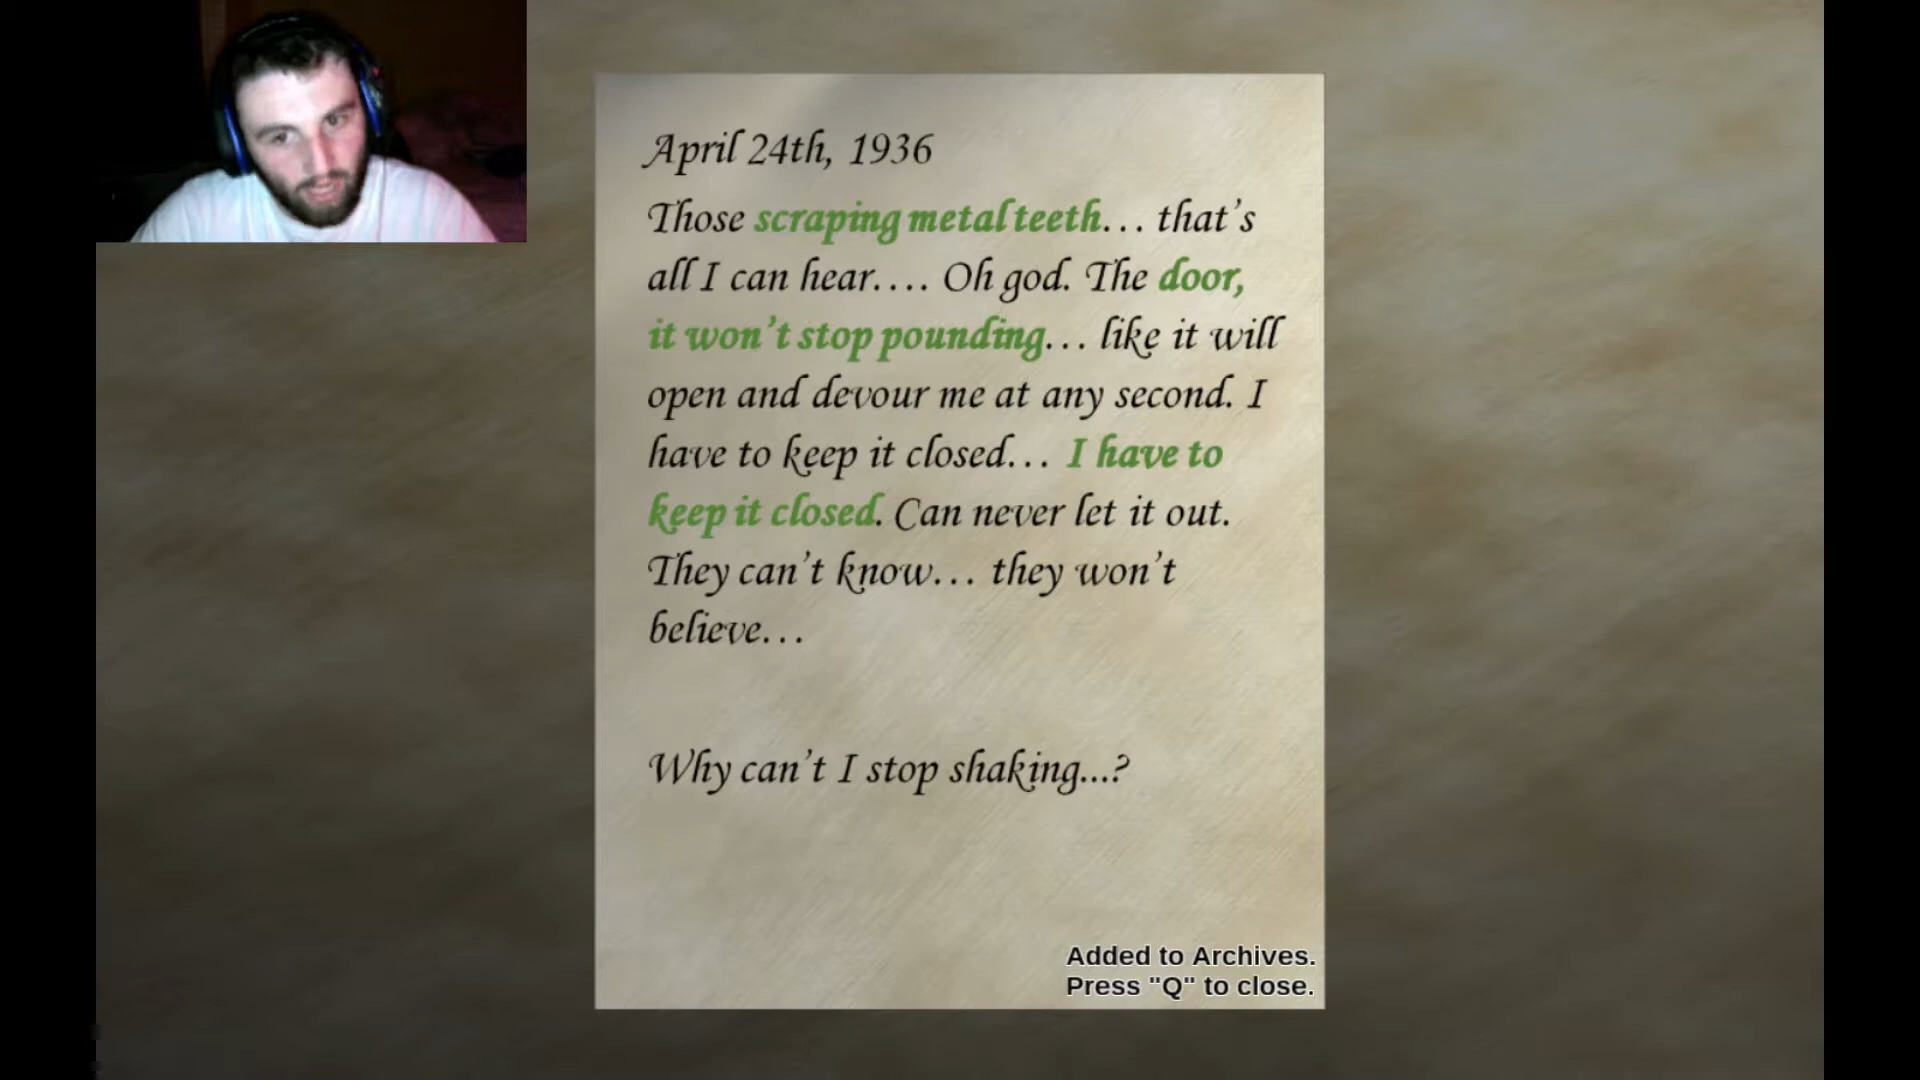 April 24th, 1936
Those scraping metal teeth... that's
all I can hear.... Oh god. The door,
it won't stop pounding... like it will
open and devour me at any second. I
have to keep it closed... I have to
keep it closed. Can never let it out.
They can't know... they won't
believe...
Why can't I stop shaking...?
Added to Archives.
Press "Q" to close.